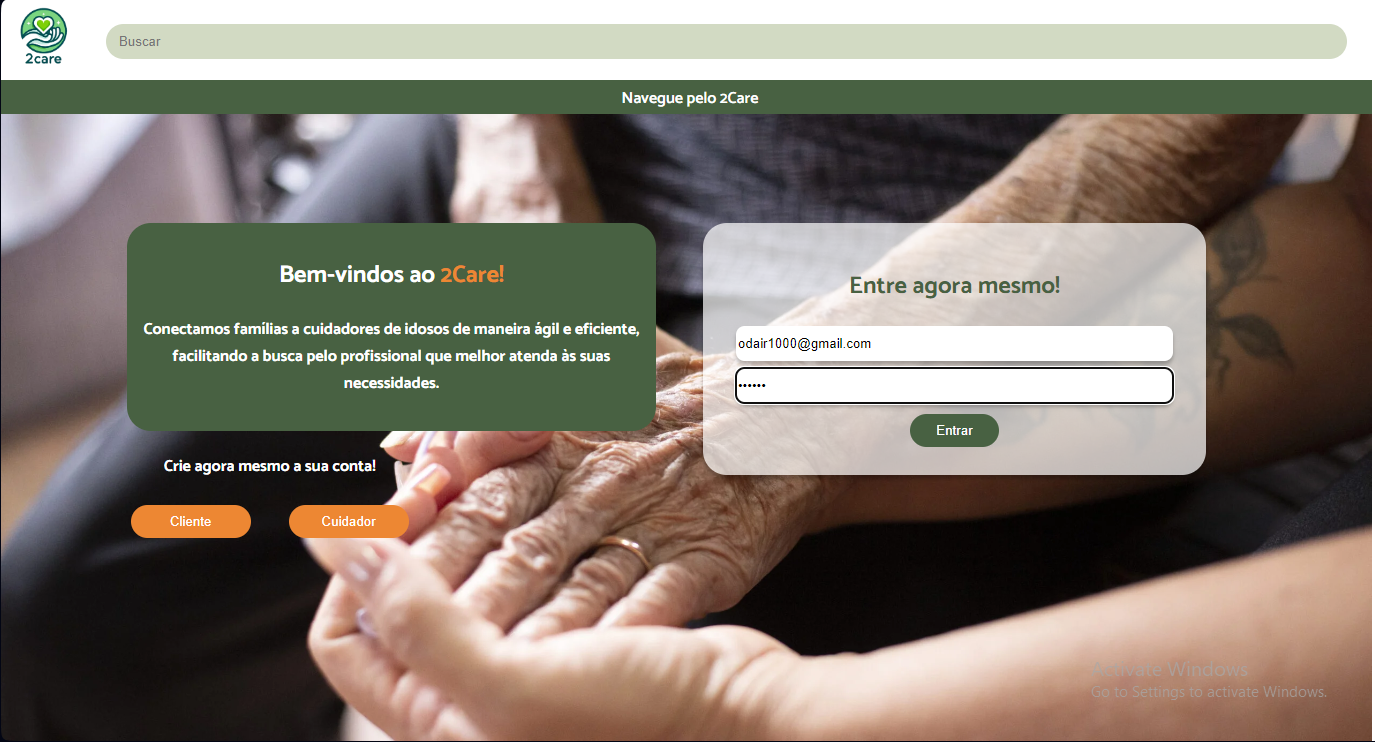 2care
Buscar
Navegue pelo 2Care
Bem-vindos ao 2Care!
Conectamos famílias a cuidadores de idosos de maneira ágil e eficiente,
facilitando a busca pelo profissional que melhor atenda às suas
necessidades.
Crie agora mesmo a sua conta!
Cliente
Cuidador
Entre agora mesmo!
odair1000@gmail.com
••••••
Entrar
Activate Windows
Go to Settings to activate Windows.